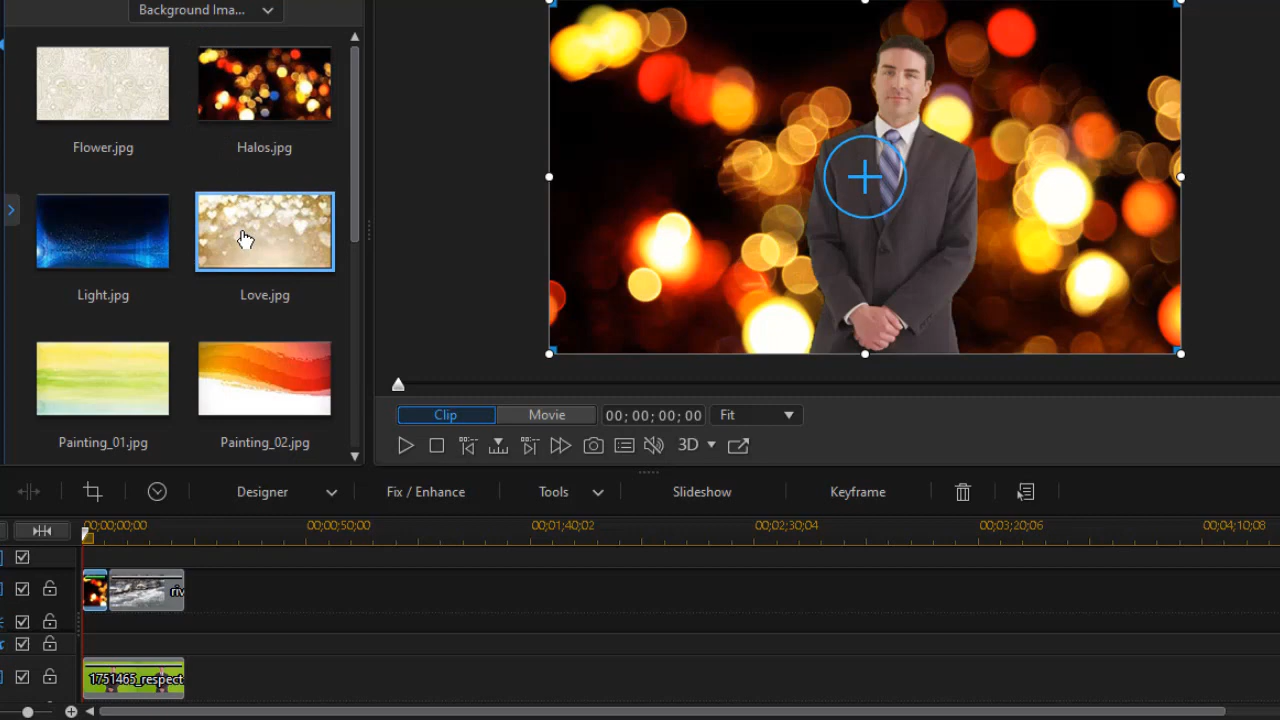 Background Ima...
Flower.jpg
Halos.jpg
Light.jpg
Love.jpg
Painting_01.jpg
Painting_02.jpg
Clip
Movie
00; 00; 00; 00
Fit
3D
Designer
Fix / Enhance
Tools
Slideshow
Keyframe
00;00;00;00
00;00;50;00
00;01;40;02
00;02;30;04
00;03;20;06
00;04;10;08
riv
1751465_respect